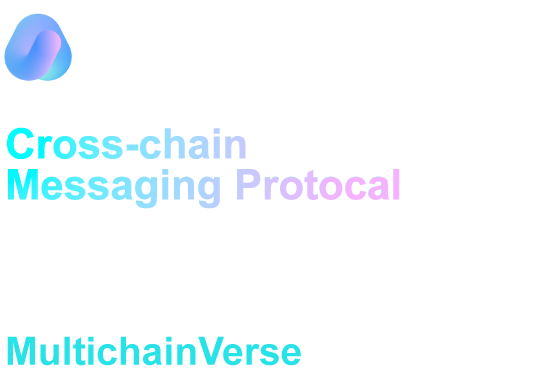 Cross-chain
Messaging Protocal
MultichainVerse